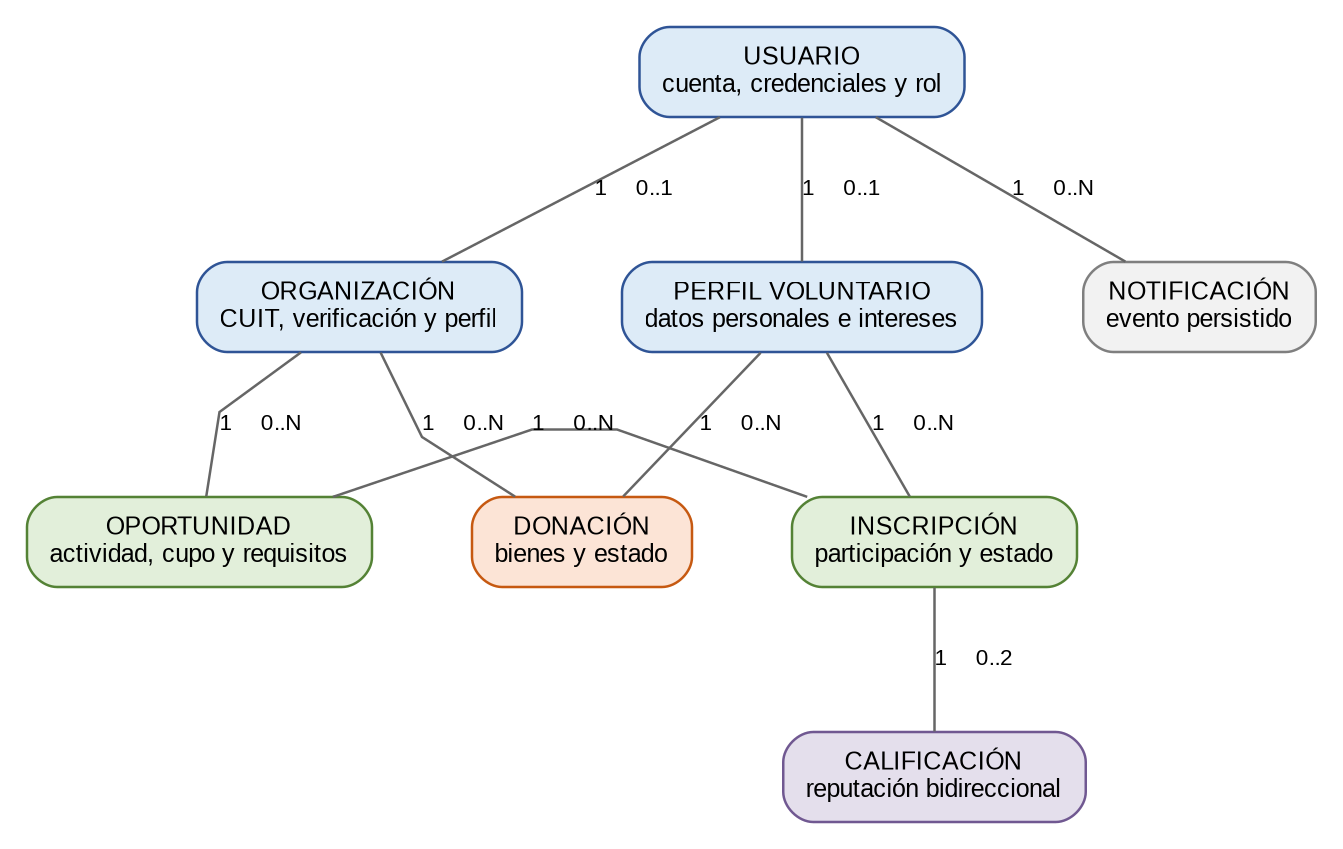 USUARIO
cuenta, credenciales y rol
1 0..1
1 0..1
1 0..N
ORGANIZACIÓN
CUIT, verificación y perfil
PERFIL VOLUNTARIO
datos personales e intereses
NOTIFICACIÓN
evento persistido
1 0..N
1 0..N
1 0..N
1 0..N
1 0..N
OPORTUNIDAD
actividad, cupo y requisitos
DONACIÓN
bienes y estado
INSCRIPCIÓN
participación y estado
1 0..2
CALIFICACIÓN
reputación bidireccional